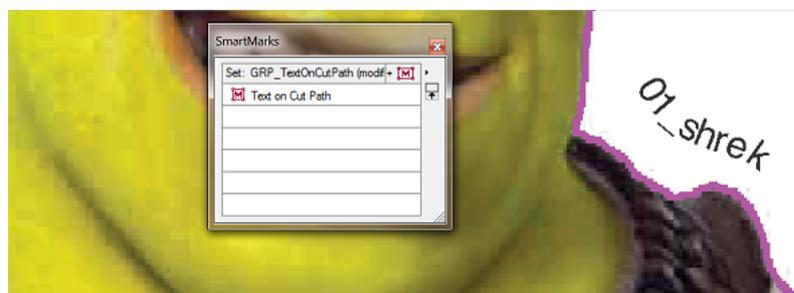 SmartMarks
Set: GRP_TextOnCutPath (modif
Text on Cut Path
01_shrek